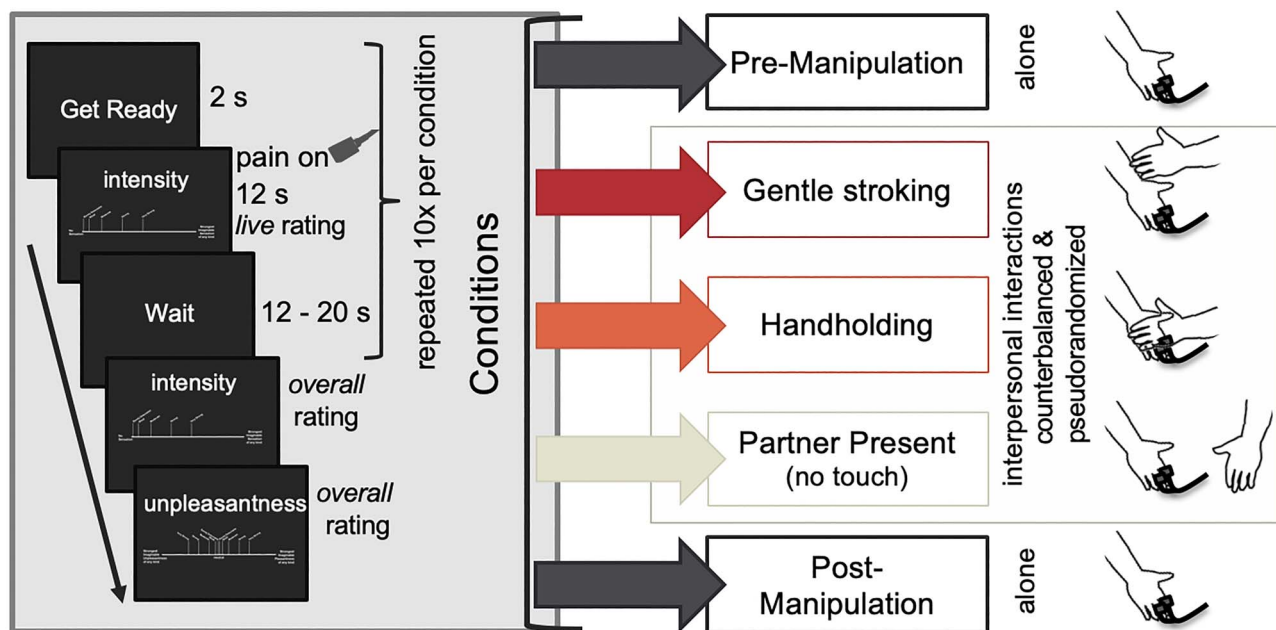 Get Ready
2 s
pain on
intensity
12 s
live rating
Wait
12 - 20 s
intensity
overall
rating
unpleasantness
overall
rating
repeated 10x per condition
Conditions
Pre-Manipulation
alone
Gentle stroking
Handholding
Partner Present
(no touch)
interpersonal interactions
counterbalanced &
pseudorandomized
Post-
Manipulation
alone